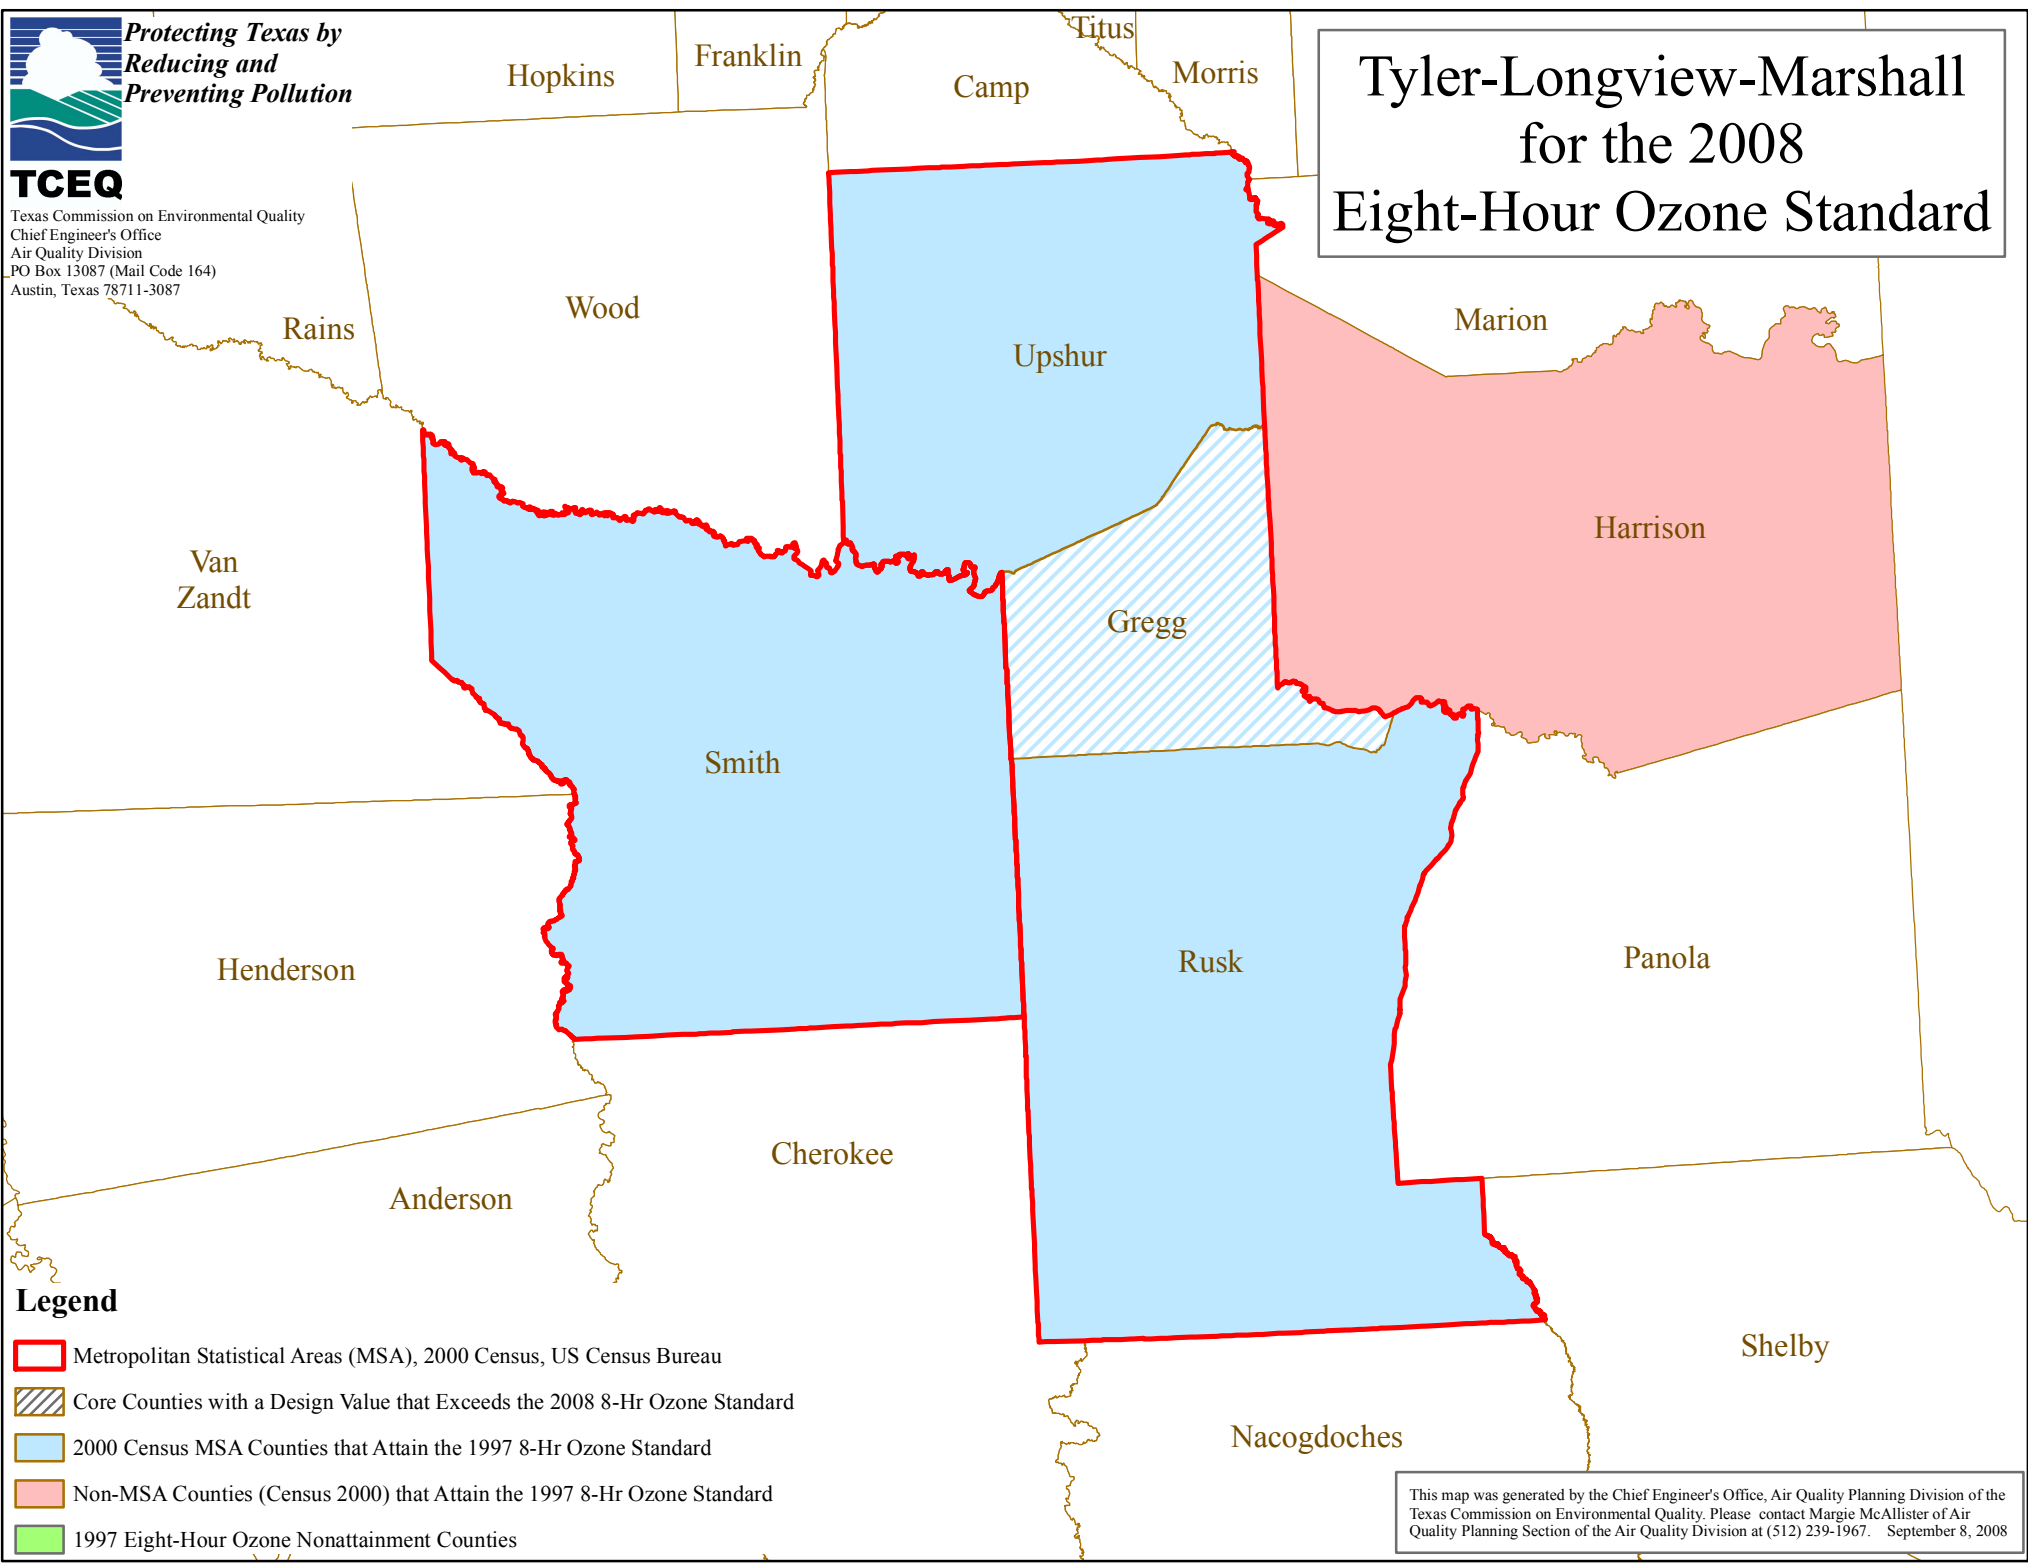 Protecting Texas by
Reducing and
Preventing Pollution
TCEQ
Texas Commission on Environmental Quality
Chief Engineer's Office
Air Quality Division
PO Box 13087 (Mail Code 164)
Austin, Texas 78711-3087
Tyler-Longview-Marshall
for the 2008
Eight-Hour Ozone Standard
Hopkins
Franklin
Titus
Camp
Morris
Rains
Wood
Upshur
Marion
Van
Zandt
Harrison
Gregg
Smith
Henderson
Rusk
Panola
Cherokee
Anderson
Shelby
Nacogdoches
Legend
Metropolitan Statistical Areas (MSA), 2000 Census, US Census Bureau
Core Counties with a Design Value that Exceeds the 2008 8-Hr Ozone Standard
2000 Census MSA Counties that Attain the 1997 8-Hr Ozone Standard
Non-MSA Counties (Census 2000) that Attain the 1997 8-Hr Ozone Standard
1997 Eight-Hour Ozone Nonattainment Counties
This map was generated by the Chief Engineer's Office, Air Quality Planning Division of the
Texas Commission on Environmental Quality. Please contact Margie McAllister of Air
Quality Planning Section of the Air Quality Division at (512) 239-1967. September 8, 2008